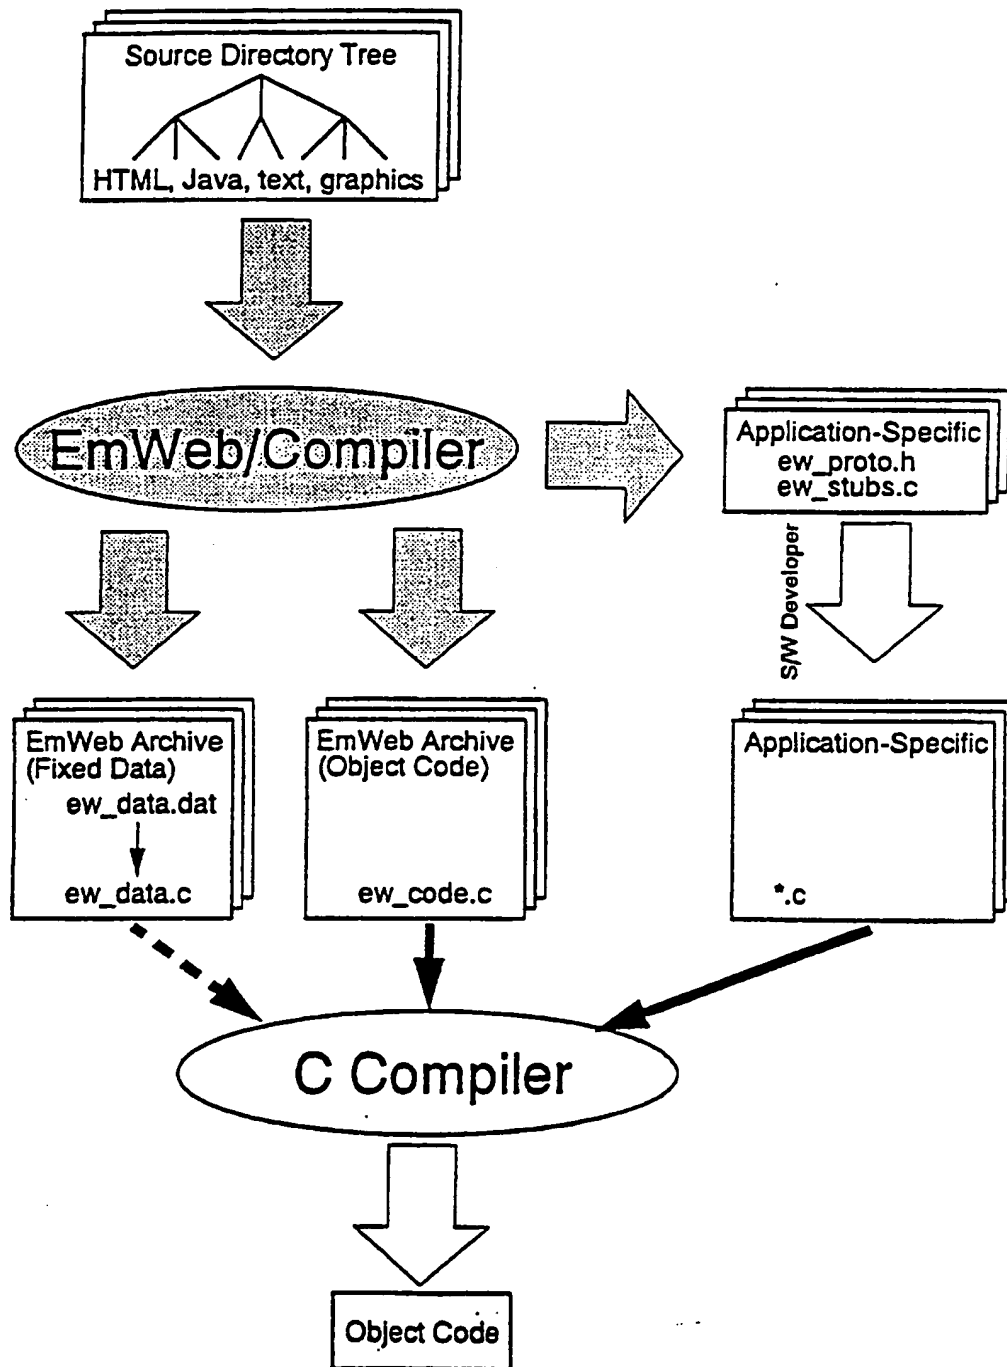 Source Directory Tree
HTML, Java, text, graphics
EmWeb/Compiler
Application-Specific
ew_proto.h
ew_stubs.c
S/W Developer
EmWeb Archive
(Fixed Data)
ew_data.dat
ew_data.c
EmWeb Archive
(Object Code)
ew_code.c
Application-Specific
*.c
C Compiler
Object Code